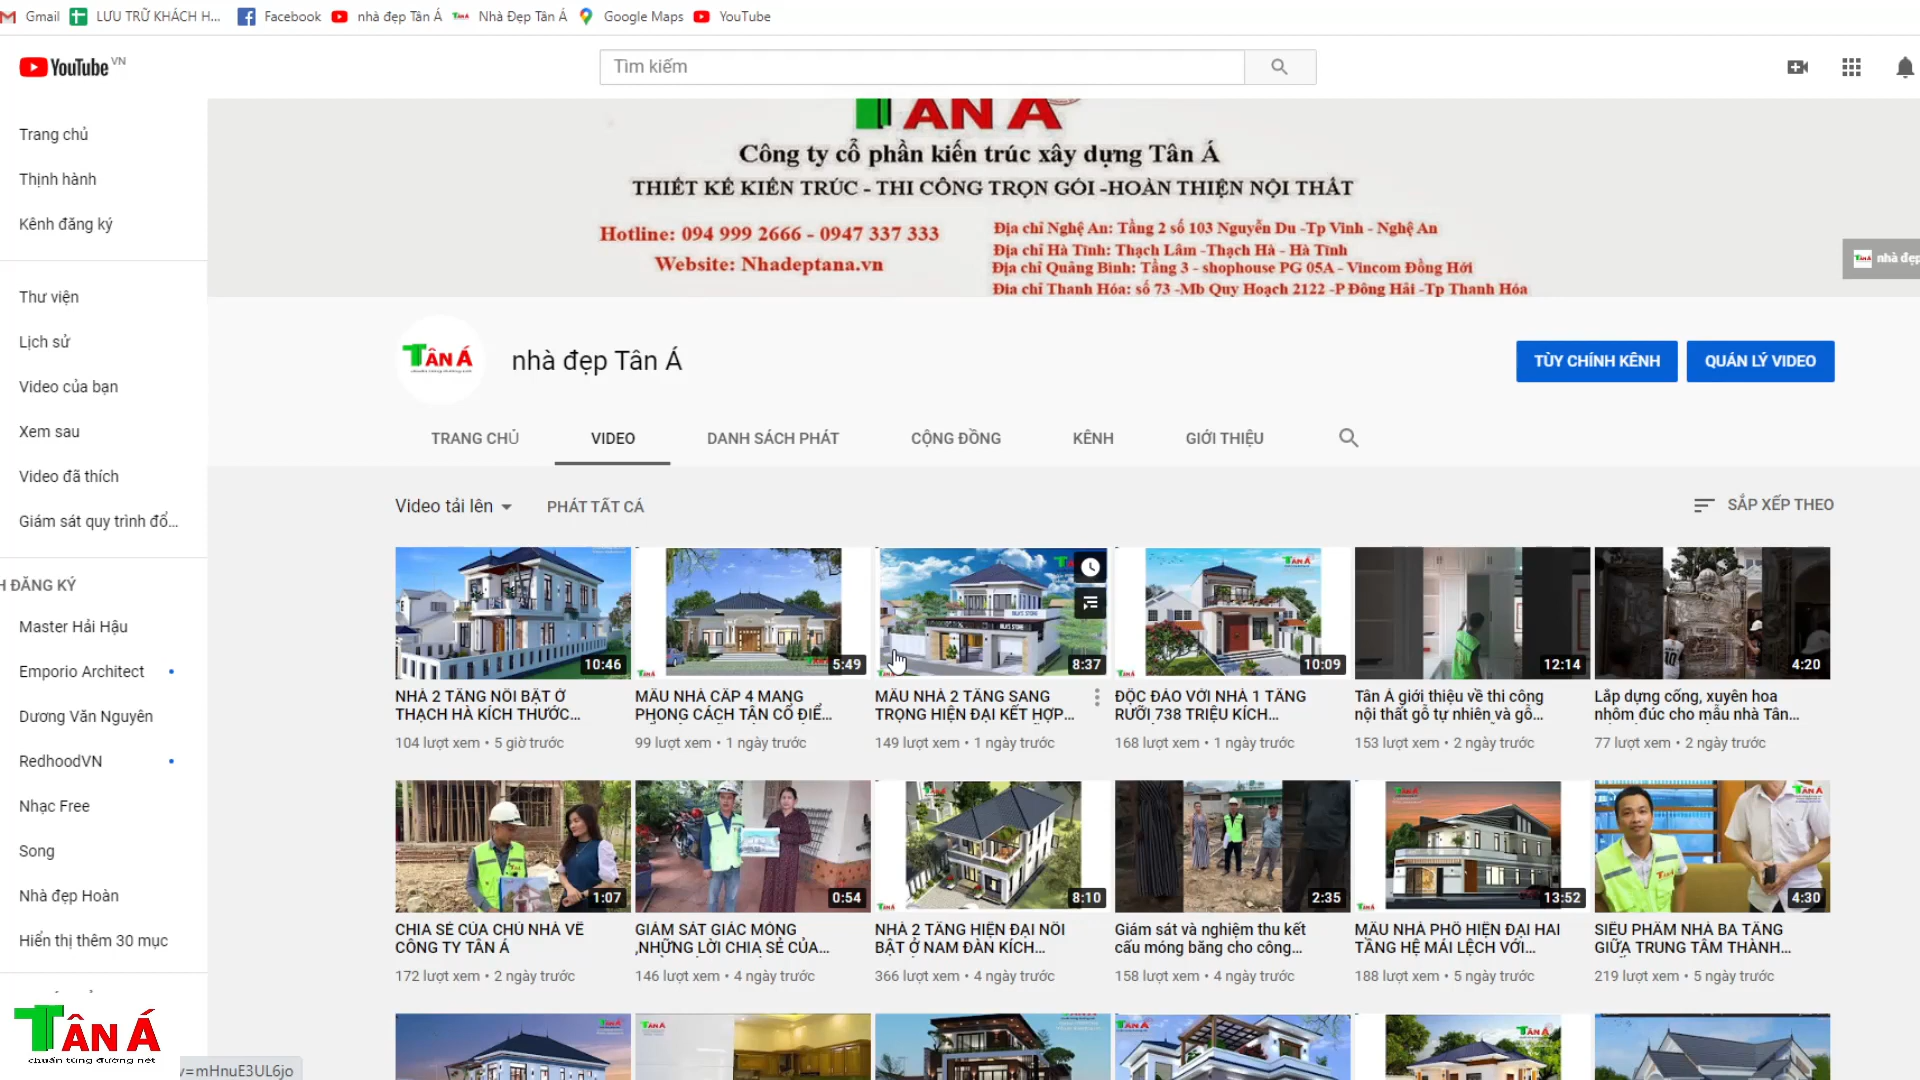 Gmail
LƯU TRỮ KHÁCH H...
Facebook
nhà đẹp Tân Á
Nhà Đẹp Tân Á
Google Maps
YouTube
YouTube VN
Tìm kiếm
Trang chủ
Thịnh hành
Kênh đăng ký
Thư viện
Lịch sử
Video của bạn
Xem sau
Video đã thích
Giám sát quy trình đổ...
H ĐĂNG KÝ
Master Hải Hậu
Emporio Architect
Dương Văn Nguyên
RedhoodVN
Nhạc Free
Song
Nhà đẹp Hoàn
Hiển thị thêm 30 mục
TÂN Á
chuẩn từng đường nét
v=mHnuE3UL6jo
TÂN Á
Công ty cổ phần kiến trúc xây dựng Tân Á
THIẾT KẾ KIẾN TRÚC - THI CÔNG TRỌN GÓI -HOÀN THIỆN NỘI THẤT
Hotline: 094 999 2666 - 0947 337 333
Website: Nhadeptana.vn
Địa chỉ Nghệ An: Tầng 2 số 103 Nguyễn Du -Tp Vinh - Nghệ An
Địa chỉ Hà Tĩnh: Thạch Lâm -Thạch Hà - Hà Tĩnh
Địa chỉ Quảng Bình: Tầng 3 - shophouse PG 05A - Vincom Đồng Hới
Địa chỉ Thanh Hóa: số 73 -Mb Quy Hoạch 2122 -P Đông Hải -Tp Thanh Hóa
nhà đẹp
TÂN Á
nhà đẹp Tân Á
TÙY CHỈNH KÊNH
QUẢN LÝ VIDEO
TRANG CHỦ
VIDEO
DANH SÁCH PHÁT
CỘNG ĐỒNG
KÊNH
GIỚI THIỆU
Video tải lên
PHÁT TẤT CẢ
SẮP XẾP THEO
10:46
5:49
8:37
10:09
12:14
4:20
NHÀ 2 TẦNG NỔI BẬT Ở
THẠCH HÀ KÍCH THƯỚC...
104 lượt xem • 5 giờ trước
MẪU NHÀ CẤP 4 MANG
PHONG CÁCH TÂN CỔ ĐIỂ...
99 lượt xem • 1 ngày trước
MẪU NHÀ 2 TẦNG SANG
TRỌNG HIỆN ĐẠI KẾT HỢP...
149 lượt xem • 1 ngày trước
ĐỘC ĐÁO VỚI NHÀ 1 TẦNG
RƯỠI 738 TRIỆU KÍCH...
168 lượt xem • 1 ngày trước
Tân Á giới thiệu về thi công
nội thất gỗ tự nhiên và gỗ...
153 lượt xem • 2 ngày trước
Lắp dựng cổng, xuyên hoa
nhôm đúc cho mẫu nhà Tân...
77 lượt xem • 2 ngày trước
1:07
0:54
8:10
2:35
13:52
4:30
CHIA SẺ CỦA CHỦ NHÀ VỀ
CÔNG TY TÂN Á
172 lượt xem • 2 ngày trước
GIÁM SÁT GIÁC MÓNG
,NHỮNG LỜI CHIA SẺ CỦA...
146 lượt xem • 4 ngày trước
NHÀ 2 TẦNG HIỆN ĐẠI NỔI
BẬT Ở NAM ĐÀN KÍCH...
366 lượt xem • 4 ngày trước
Giám sát và nghiệm thu kết
cấu móng băng cho công...
158 lượt xem • 4 ngày trước
MẪU NHÀ PHỐ HIỆN ĐẠI HAI
TẦNG HỆ MÁI LỆCH VỚI...
188 lượt xem • 5 ngày trước
SIÊU PHẨM NHÀ BA TẦNG
GIỮA TRUNG TÂM THÀNH...
219 lượt xem • 5 ngày trước